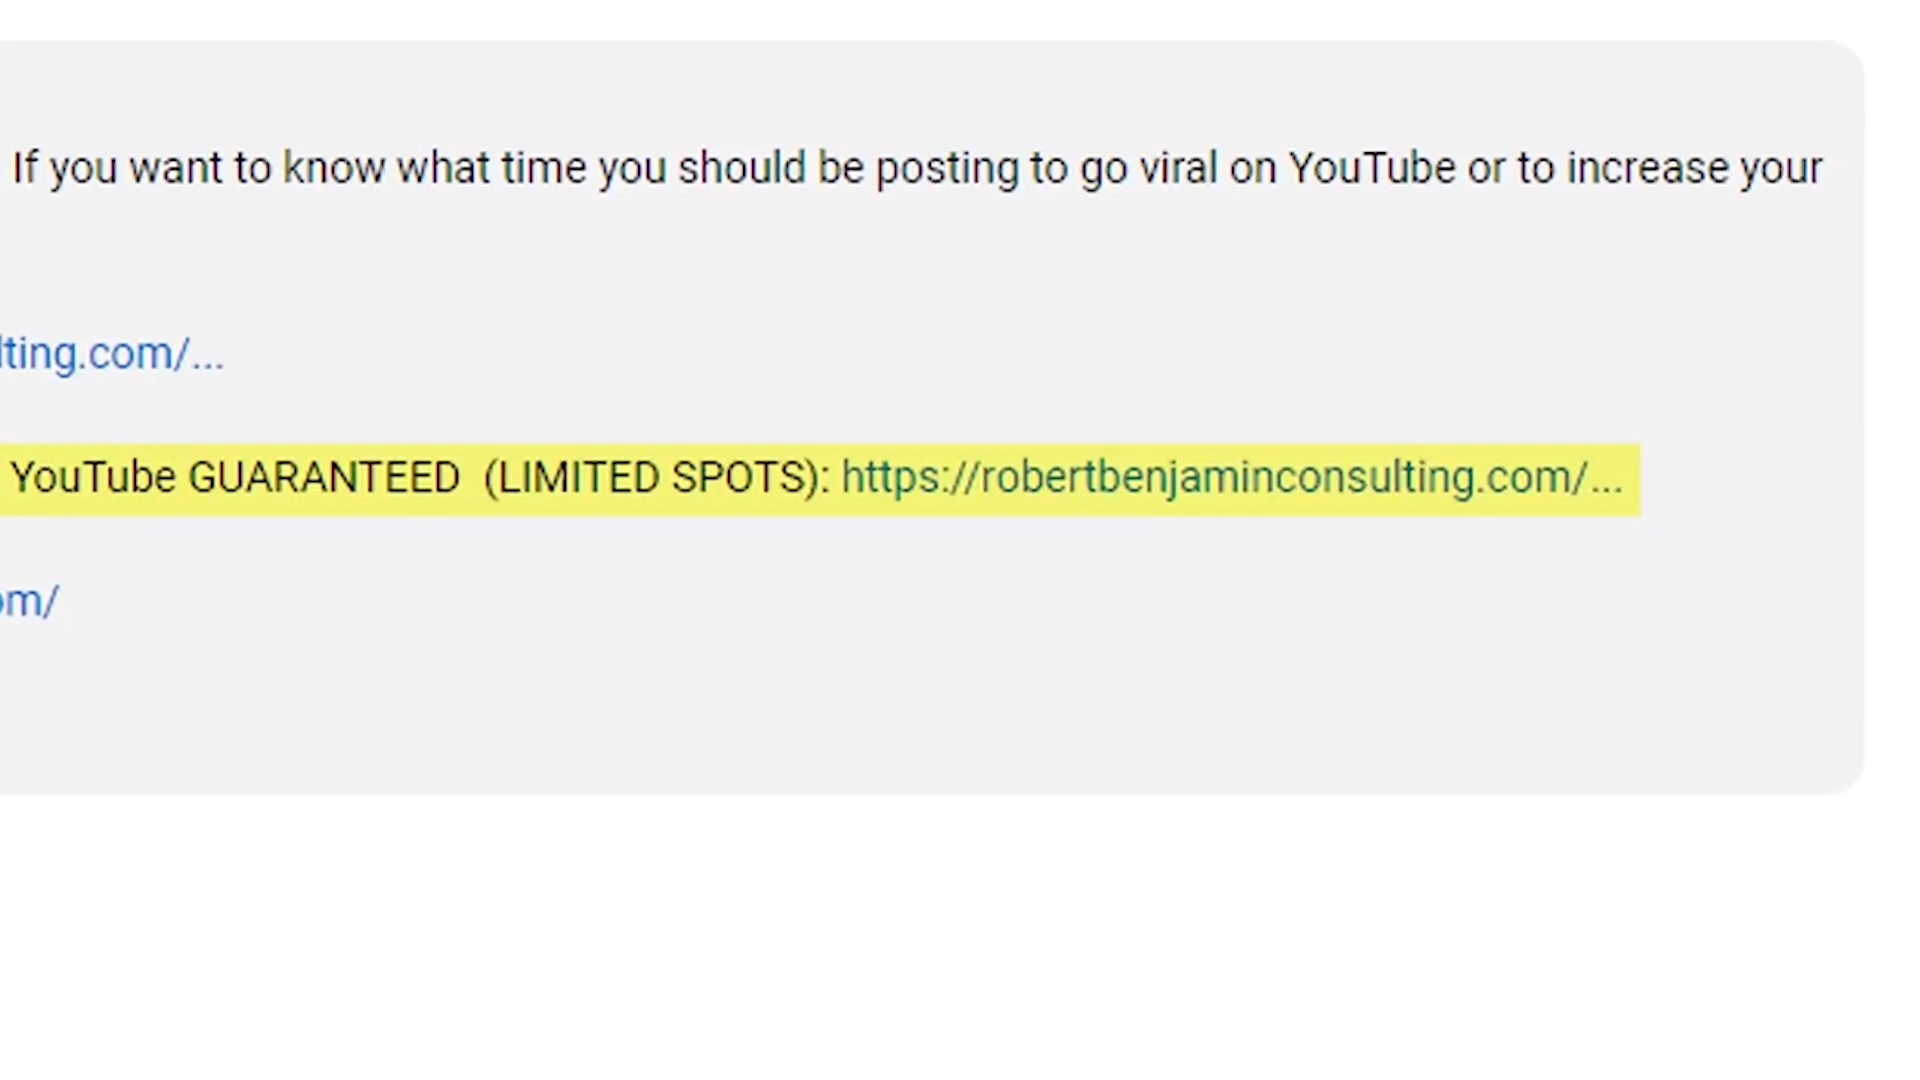 If you want to know what time you should be posting to go viral on YouTube or to increase your
lting.com/...
YouTube GUARANTEED (LIMITED SPOTS): https://robertbenjaminconsulting.com/...
om/